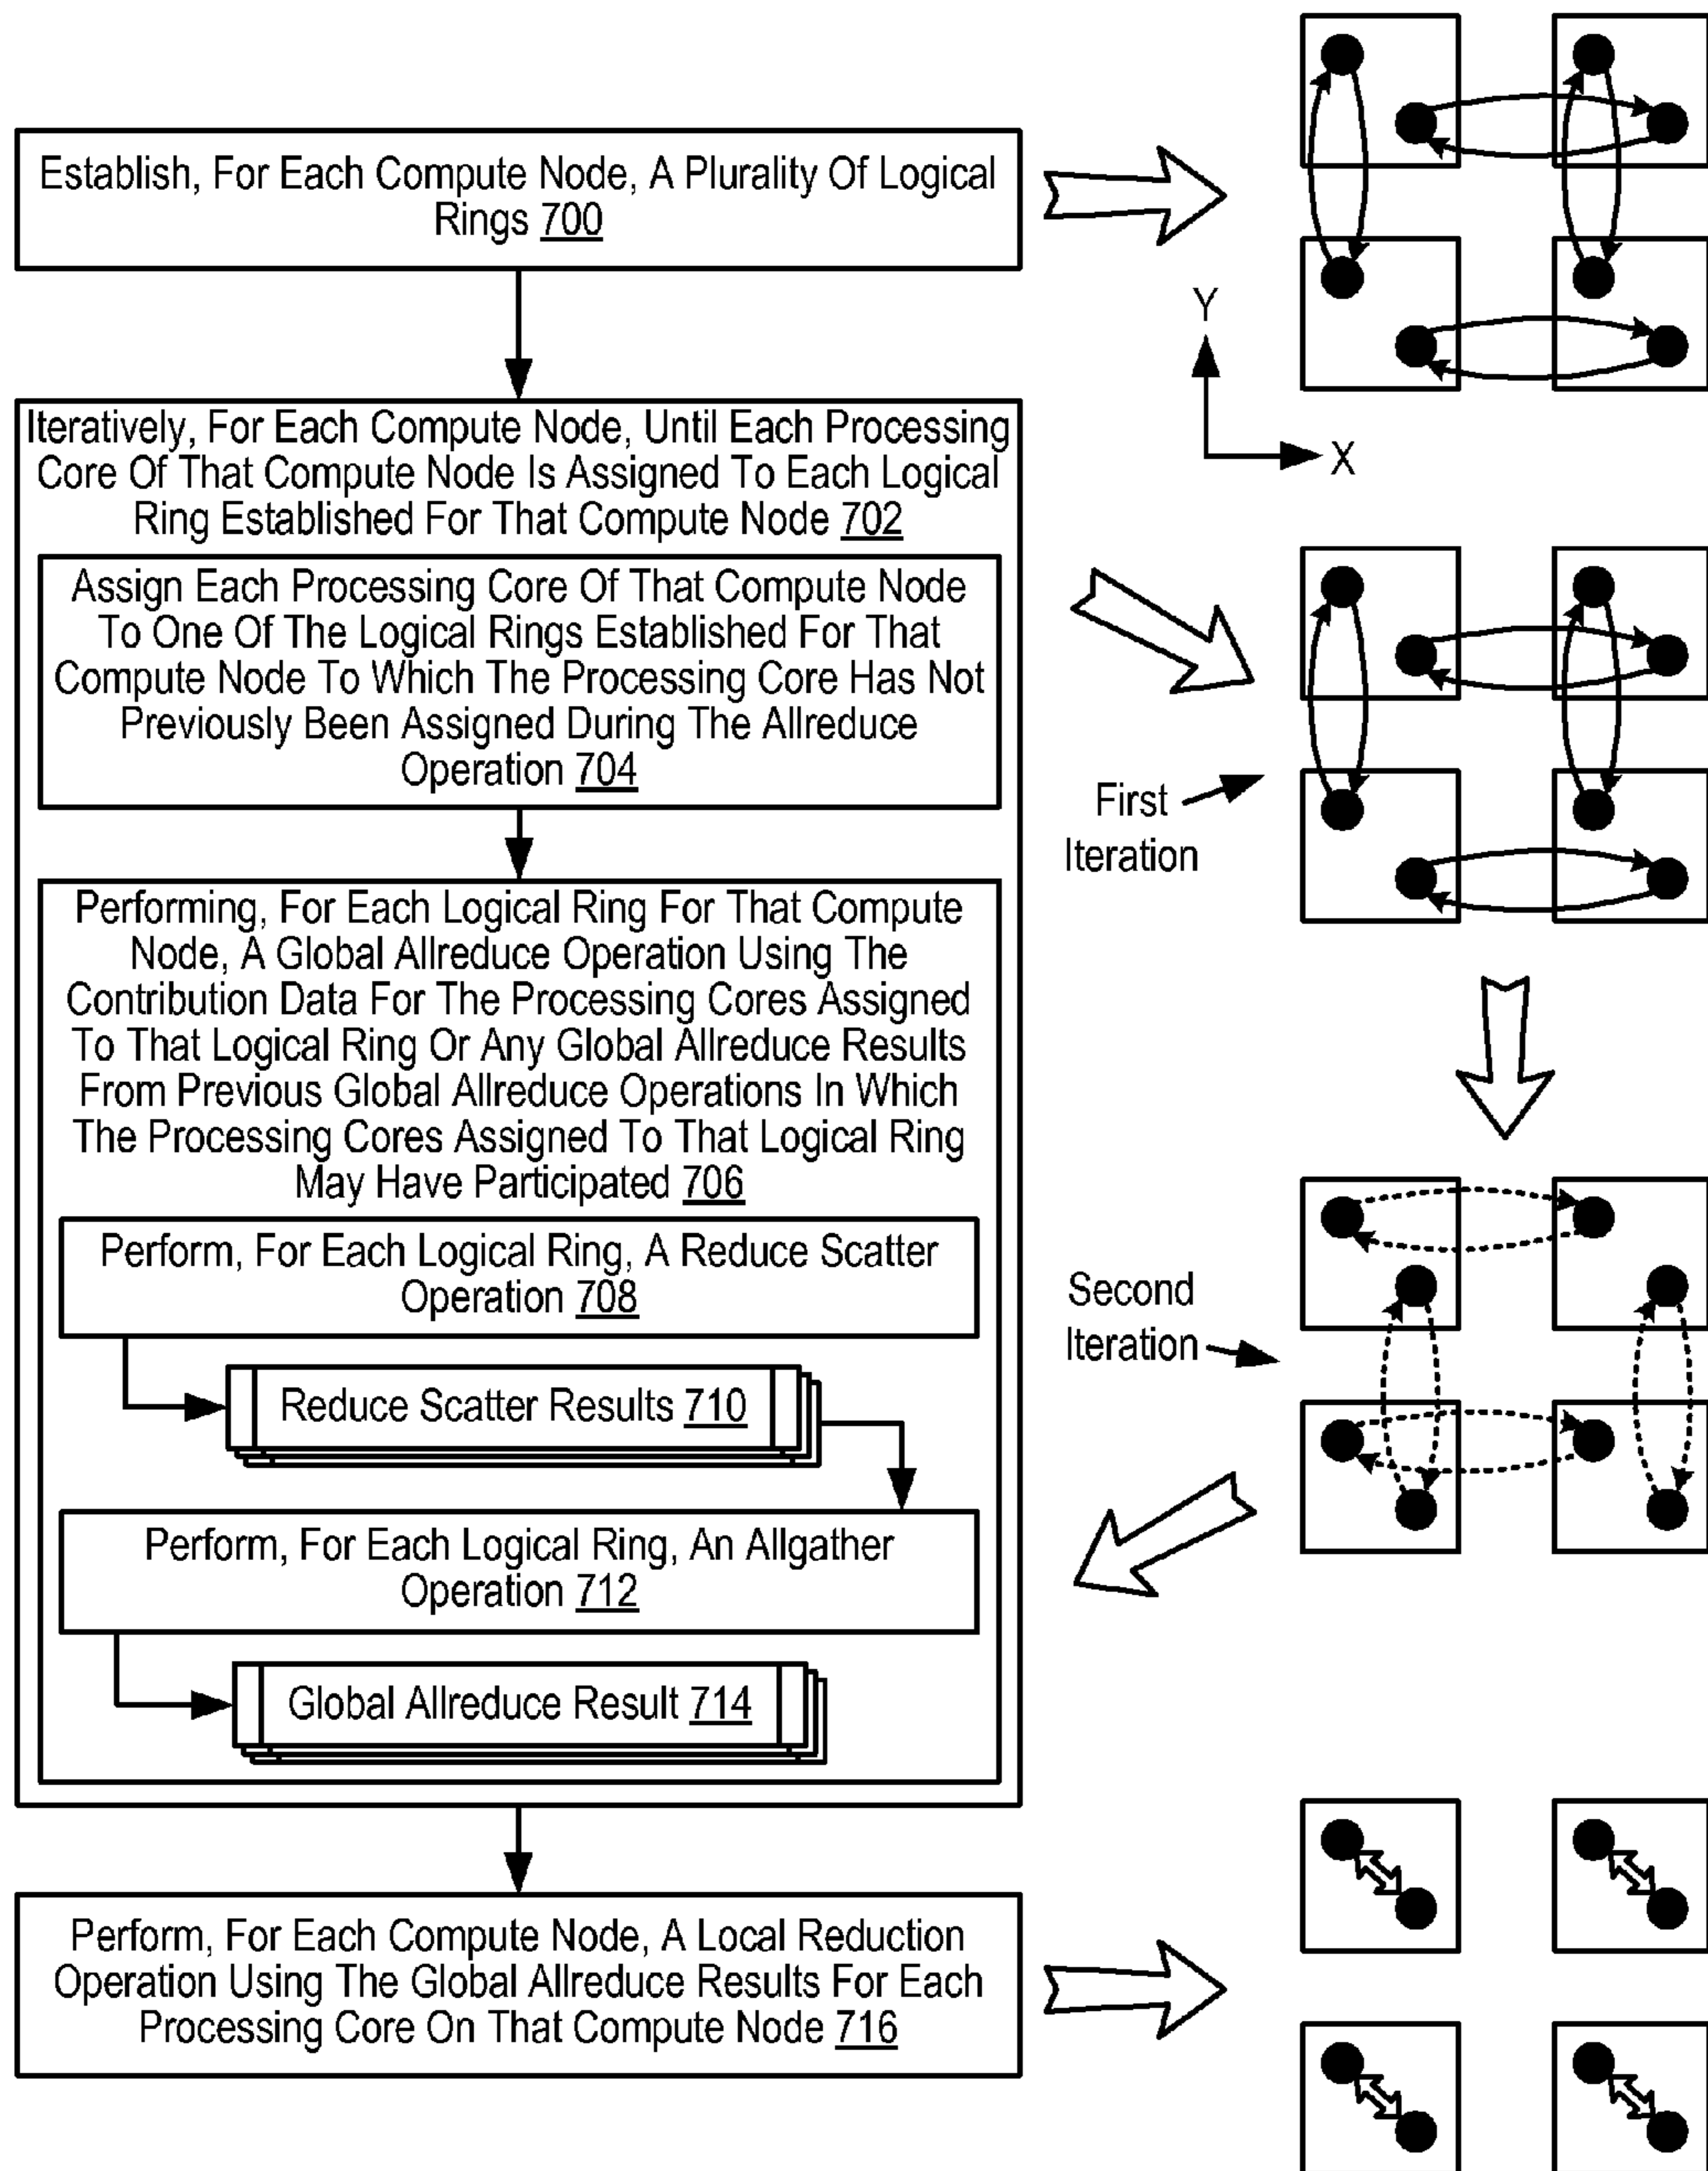 Establish, For Each Compute Node, A Plurality Of Logical
Rings 700
Y
X
Iteratively, For Each Compute Node, Until Each Processing
Core Of That Compute Node Is Assigned To Each Logical
Ring Established For That Compute Node 702
Assign Each Processing Core Of That Compute Node
To One Of The Logical Rings Established For That
Compute Node To Which The Processing Core Has Not
Previously Been Assigned During The Allreduce
Operation 704
First
Iteration
Performing, For Each Logical Ring For That Compute
Node, A Global Allreduce Operation Using The
Contribution Data For The Processing Cores Assigned
To That Logical Ring Or Any Global Allreduce Results
From Previous Global Allreduce Operations In Which
The Processing Cores Assigned To That Logical Ring
May Have Participated 706
Perform, For Each Logical Ring, A Reduce Scatter
Operation 708
Second
Iteration
Reduce Scatter Results 710
Perform, For Each Logical Ring, An Allgather
Operation 712
Global Allreduce Result 714
Perform, For Each Compute Node, A Local Reduction
Operation Using The Global Allreduce Results For Each
Processing Core On That Compute Node 716